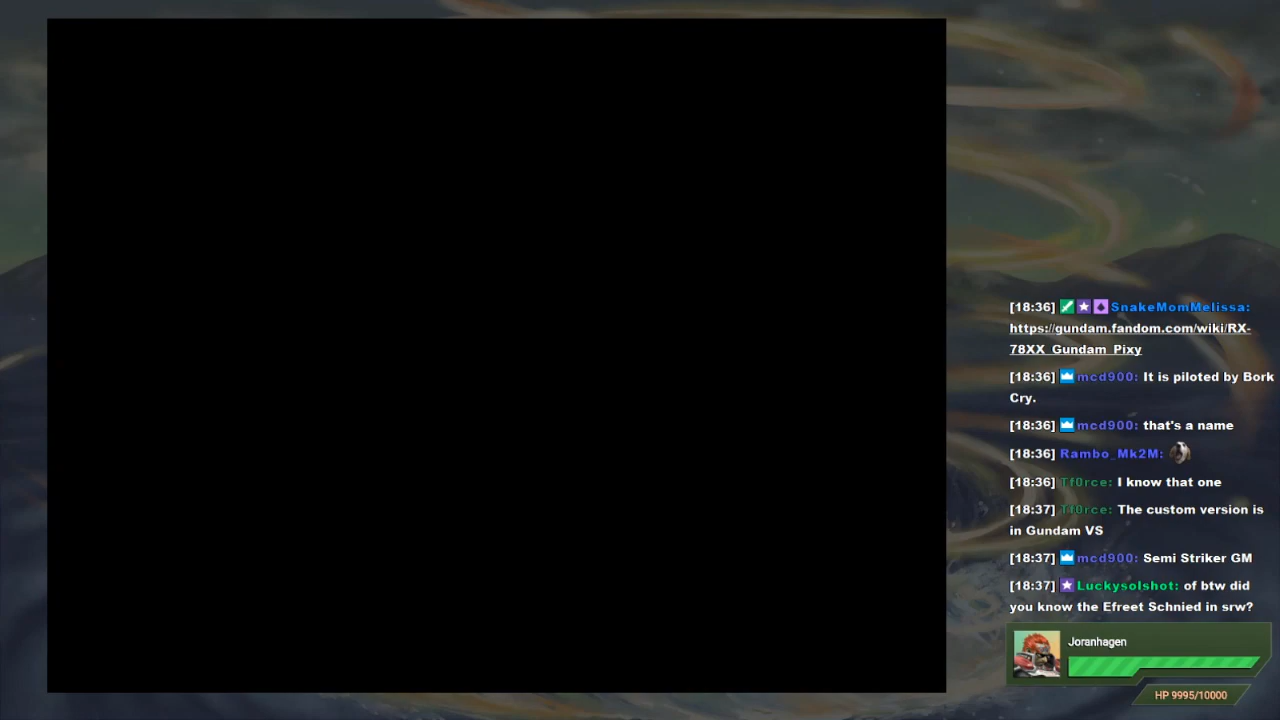 [18:36] SnakeMomMelissa:
https://gundam.fandom.com/wiki/RX-
78XX_Gundam_Pixy
[18:36] mcd900: It is piloted by Bork
Cry.
[18:36] mcd900: that's a name
[18:36] Rambo_Mk2M:
[18:36] Tf0rce: I know that one
[18:37] Tf0rce: The custom version is
in Gundam VS
[18:37] mcd900: Semi Striker GM
[18:37] Luckysolshot: of btw did
you know the Efreet Schnied in srw?
Joranhagen
HP 9995/10000